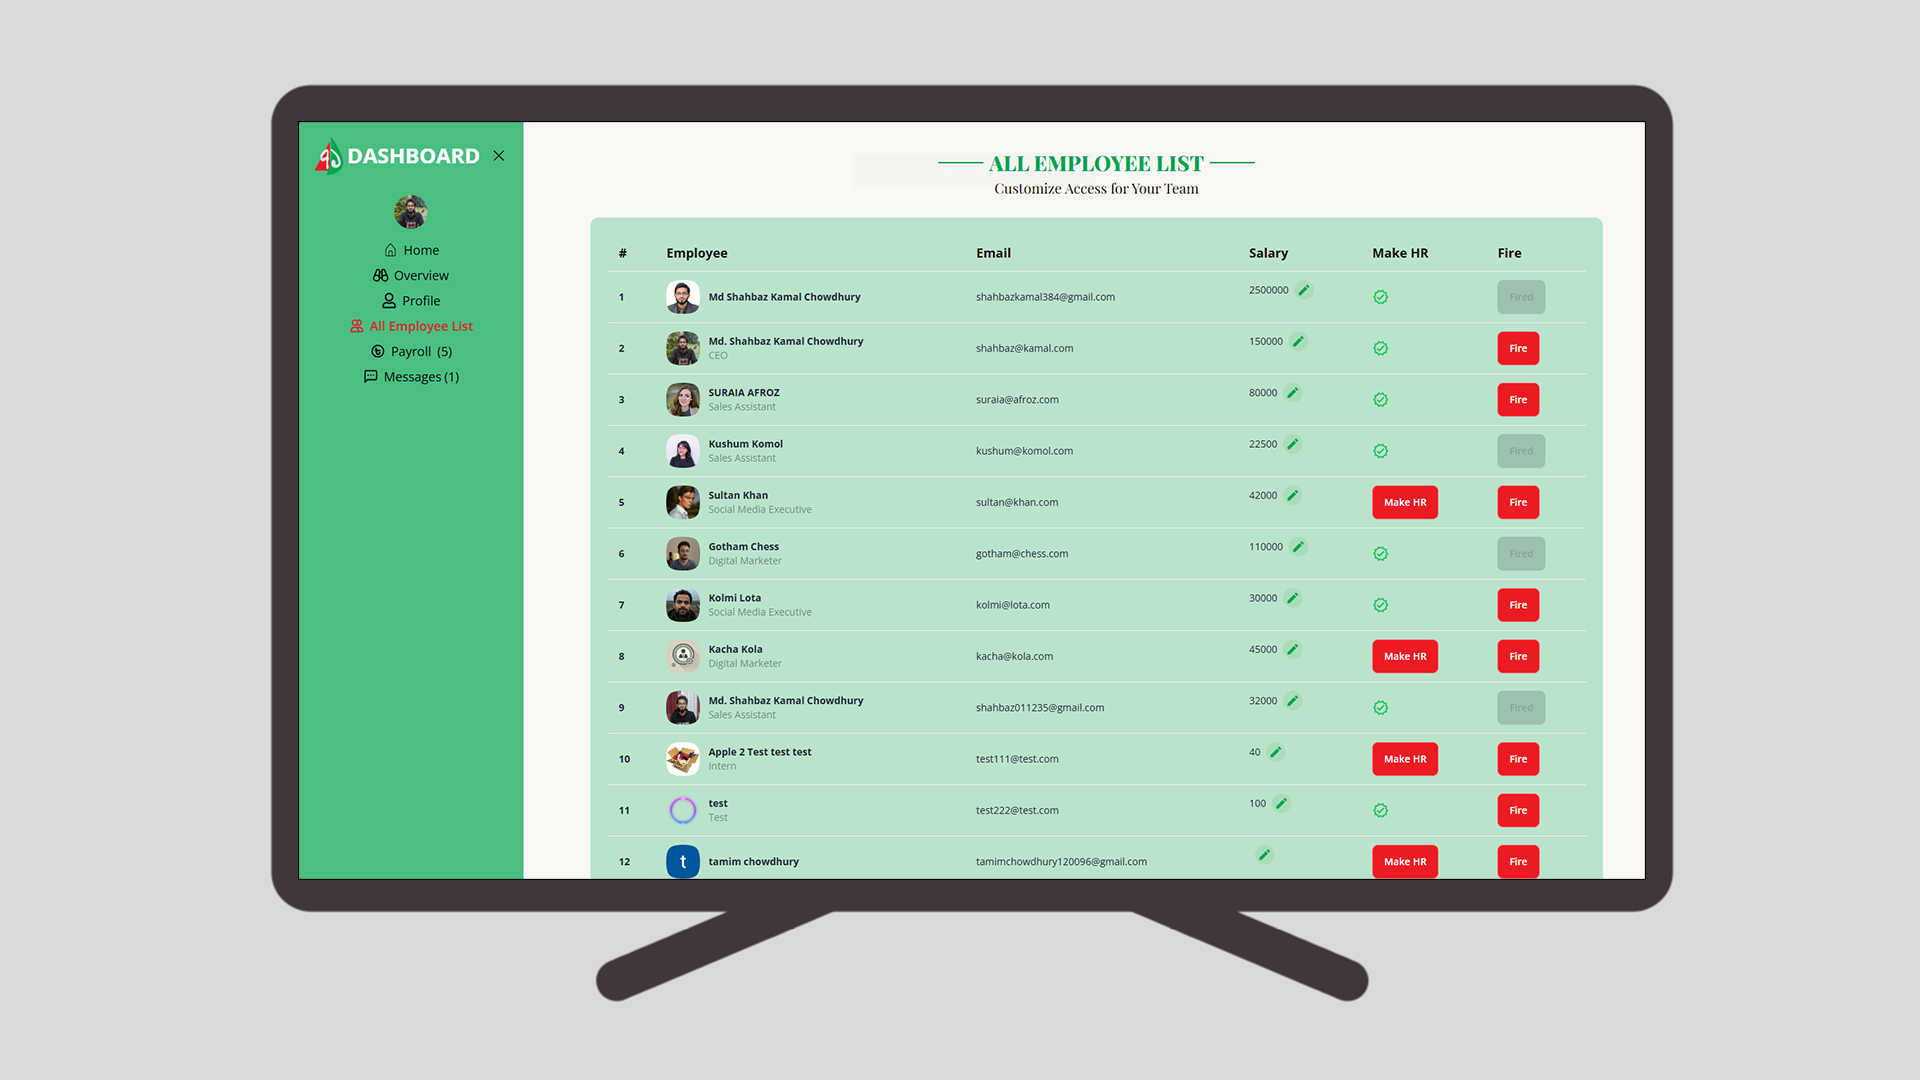 DASHBOARD
Home
Overview
Profile
All Employee List
Payroll (5)
Messages (1)
ALL EMPLOYEE LIST
Customize Access for Your Team
# Employee Email Salary Make HR Fire
1 Md Shahbaz Kamal Chowdhury shahbazkamal384@gmail.com 2500000 Fired
2 Md. Shahbaz Kamal Chowdhury shahbaz@kamal.com 150000 Fire
CEO
3 SURAIA AFROZ suraia@afroz.com 80000 Fire
Sales Assistant
4 Kushum Komol kushum@komol.com 22500 Fired
Sales Assistant
5 Sultan Khan sultan@khan.com 42000 Make HR Fire
Social Media Executive
6 Gotham Chess gotham@chess.com 110000 Fired
Digital Marketer
7 Kolmi Lota kolmi@lota.com 30000 Fire
Social Media Executive
8 Kacha Kola kacha@kola.com 45000 Make HR Fire
Digital Marketer
9 Md. Shahbaz Kamal Chowdhury shahbaz011235@gmail.com 32000 Fired
Sales Assistant
10 Apple 2 Test test test test111@test.com 40 Make HR Fire
Intern
11 test test222@test.com 100 Fire
Test
12 t tamim chowdhury tamimchowdhury120096@gmail.com Make HR Fire